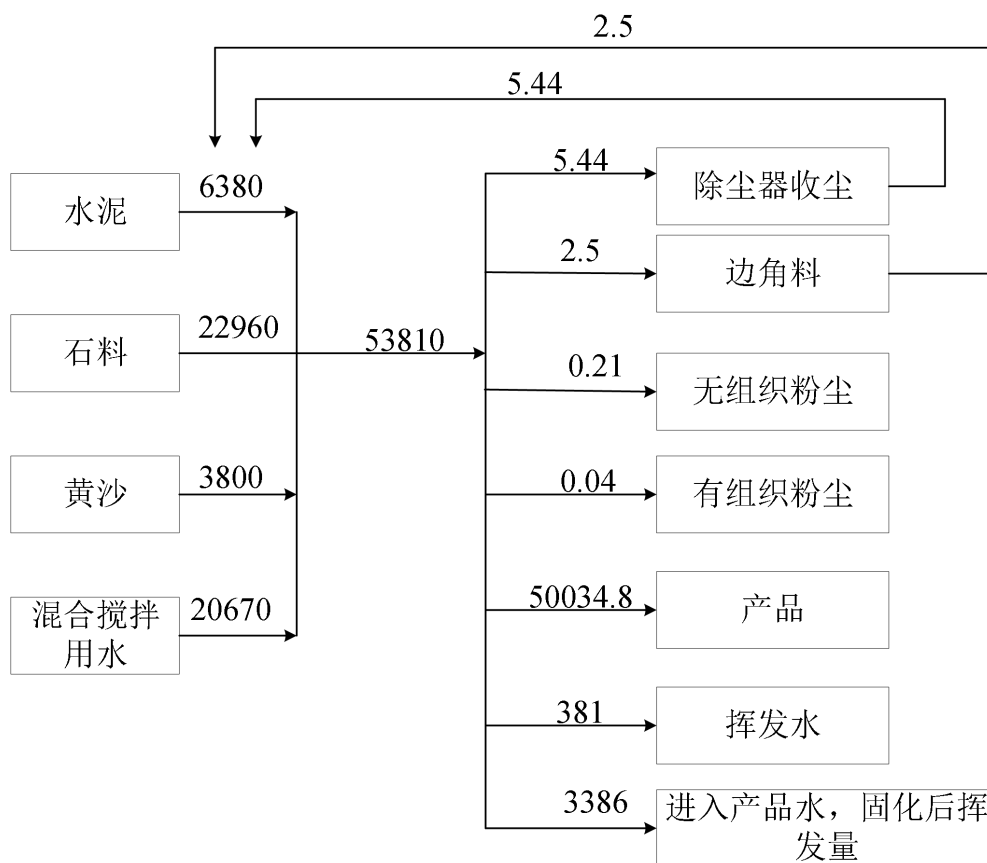 2.5
5.44
水泥
6380
石料
22960
黄沙
3800
混合搅拌
用水
20670
53810
5.44
除尘器收尘
2.5
边角料
0.21
无组织粉尘
0.04
有组织粉尘
50034.8
产品
381
挥发水
3386
进入产品水，固化后挥
发量